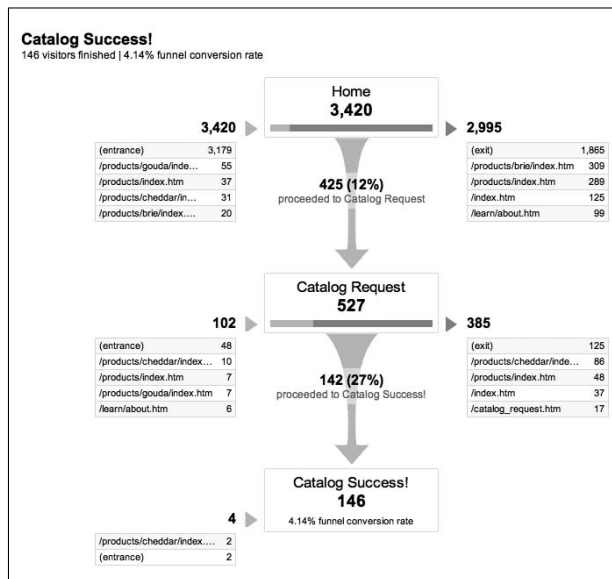 Catalog Success!
146 visitors finished | 4.14% funnel conversion rate
Home
3,420
3,420
(entrance) 3,179
/products/gouda/inde... 55
/products/index.htm 37
/products/cheddar/in... 31
/products/brie/index.... 20
2,995
(exit) 1,865
/products/brie/index.htm 309
/products/index.htm 289
/index.htm 125
/learn/about.htm 99
425 (12%)
proceeded to Catalog Request
Catalog Request
527
102
(entrance) 48
/products/cheddar/index... 10
/products/index.htm 7
/products/gouda/index.htm 7
/learn/about.htm 6
385
(exit) 125
/products/cheddar/inde... 86
/products/index.htm 48
/index.htm 37
/catalog_request.htm 17
142 (27%)
proceeded to Catalog Success!
Catalog Success!
146
4.14% funnel conversion rate
4
/products/cheddar/index.... 2
(entrance) 2